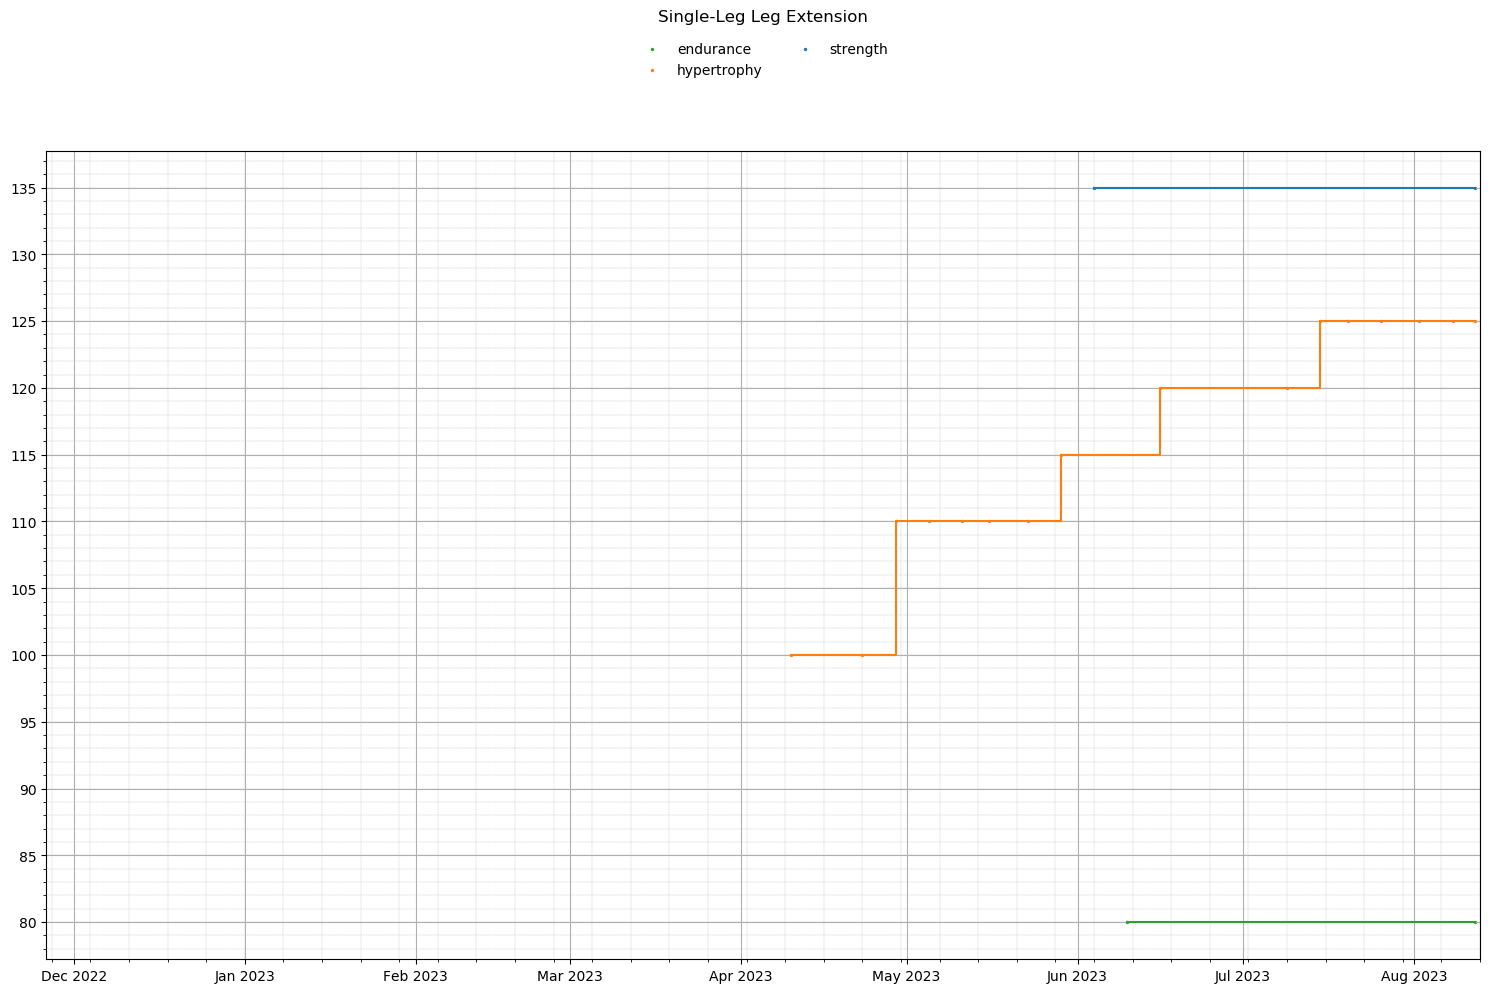 Single-Leg Leg Extension
endurance
hypertrophy
strength
135
130
125
120
115
110
105
100
95
90
85
80
Dec 2022
Jan 2023
Feb 2023
Mar 2023
Apr 2023
May 2023
Jun 2023
Jul 2023
Aug 2023